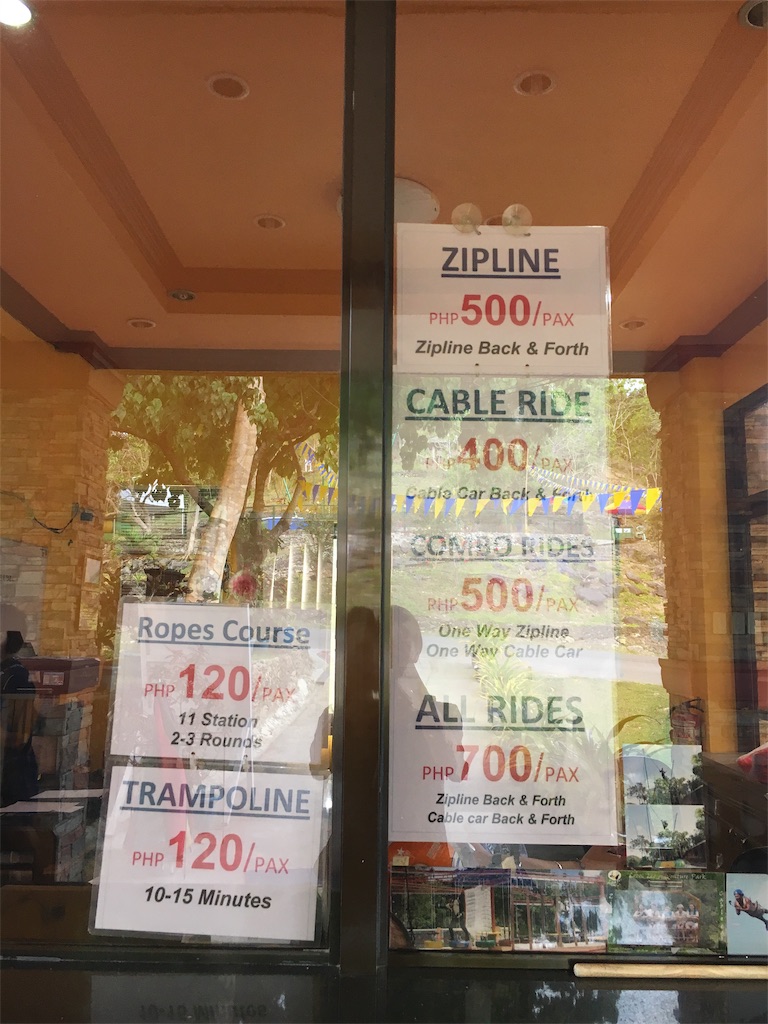 ZIPLINE
PHP 500/PAX
Zipline Back & Forth
CABLE RIDE
PHP 400/PAX
Cable Car Back & Forth
COMBO RIDES
PHP 500/PAX
One Way Zipline
One Way Cable Car
ALL RIDES
PHP 700/PAX
Zipline Back & Forth
Cable car Back & Forth
Ropes Course
PHP 120/PAX
11 Station
2-3 Rounds
TRAMPOLINE
PHP 120/PAX
10-15 Minutes